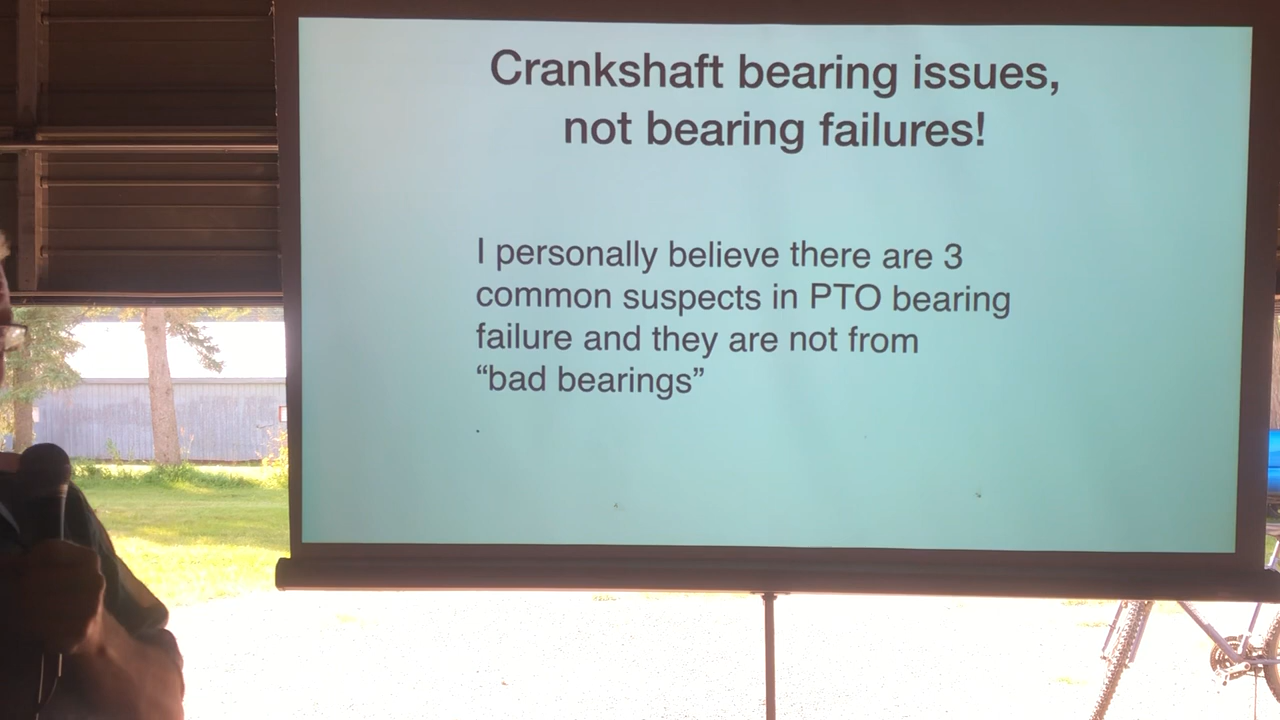 Crankshaft bearing issues,
not bearing failures!
I personally believe there are 3
common suspects in PTO bearing
failure and they are not from
“bad bearings”
.